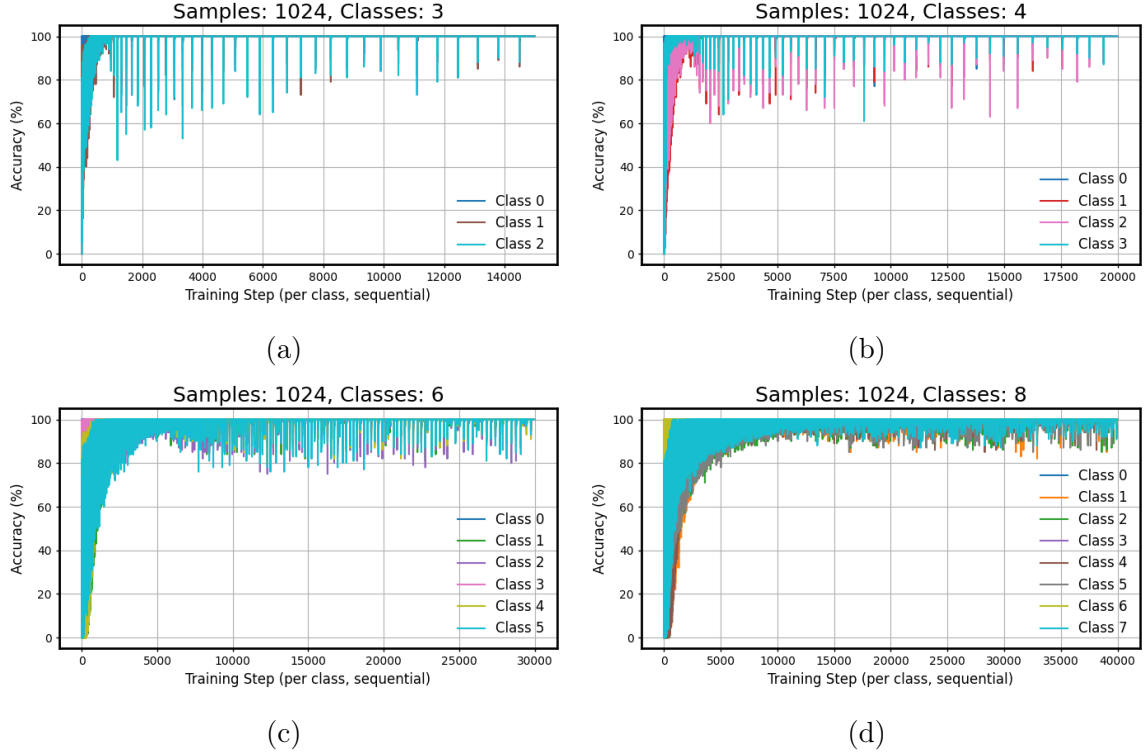 Samples: 1024, Classes: 3
Accuracy (%)
100
80
60
40
20
0
Class 0
Class 1
Class 2
0 2000 4000 6000 8000 10000 12000 14000
Training Step (per class, sequential)
(a)
Samples: 1024, Classes: 4
Accuracy (%)
100
80
60
40
20
0
Class 0
Class 1
Class 2
Class 3
0 2500 5000 7500 10000 12500 15000 17500 20000
Training Step (per class, sequential)
(b)
Samples: 1024, Classes: 6
Accuracy (%)
100
80
60
40
20
0
Class 0
Class 1
Class 2
Class 3
Class 4
Class 5
0 5000 10000 15000 20000 25000 30000
Training Step (per class, sequential)
(c)
Samples: 1024, Classes: 8
Accuracy (%)
100
80
60
40
20
0
Class 0
Class 1
Class 2
Class 3
Class 4
Class 5
Class 6
Class 7
0 5000 10000 15000 20000 25000 30000 35000 40000
Training Step (per class, sequential)
(d)